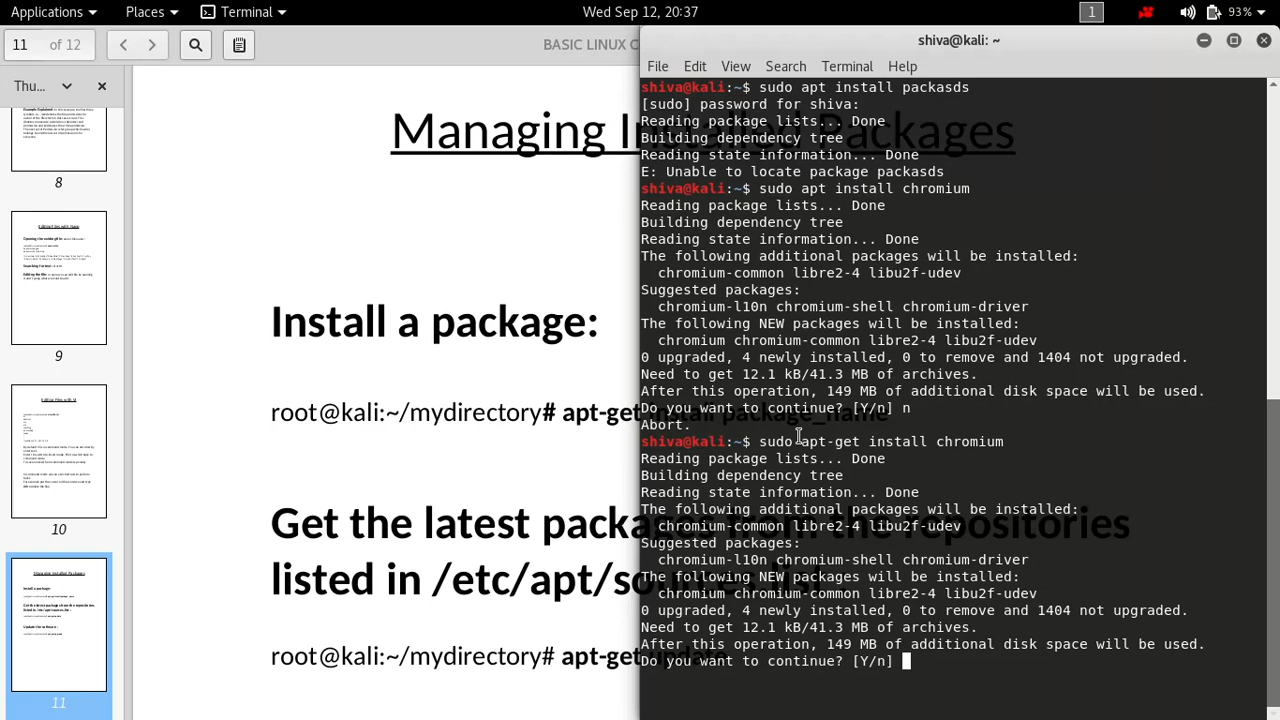 Applications Places Terminal Wed Sep 12, 20:37 1 93%
11 of 12 BASIC LINUX C
Thu...
8
9
10
11
Managing In Packages
Install a package:
root@kali:~/mydirectory# apt-get install package_name
Get the latest packages from the repositories
listed in /etc/apt/sources.list
root@kali:~/mydirectory# apt-get update
shiva@kali: ~
File Edit View Search Terminal Help
shiva@kali:~$ sudo apt install packasds
[sudo] password for shiva:
Reading package lists... Done
Building dependency tree
Reading state information... Done
E: Unable to locate package packasds
shiva@kali:~$ sudo apt install chromium
Reading package lists... Done
Building dependency tree
Reading state information... Done
The following additional packages will be installed:
chromium-common libre2-4 libu2f-udev
Suggested packages:
chromium-l10n chromium-shell chromium-driver
The following NEW packages will be installed:
chromium chromium-common libre2-4 libu2f-udev
0 upgraded, 4 newly installed, 0 to remove and 1404 not upgraded.
Need to get 12.1 kB/41.3 MB of archives.
After this operation, 149 MB of additional disk space will be used.
Do you want to continue? [Y/n] n
Abort.
shiva@kali:~$ sudo apt-get install chromium
Reading package lists... Done
Building dependency tree
Reading state information... Done
The following additional packages will be installed:
chromium-common libre2-4 libu2f-udev
Suggested packages:
chromium-l10n chromium-shell chromium-driver
The following NEW packages will be installed:
chromium chromium-common libre2-4 libu2f-udev
0 upgraded, 4 newly installed, 0 to remove and 1404 not upgraded.
Need to get 12.1 kB/41.3 MB of archives.
After this operation, 149 MB of additional disk space will be used.
Do you want to continue? [Y/n]